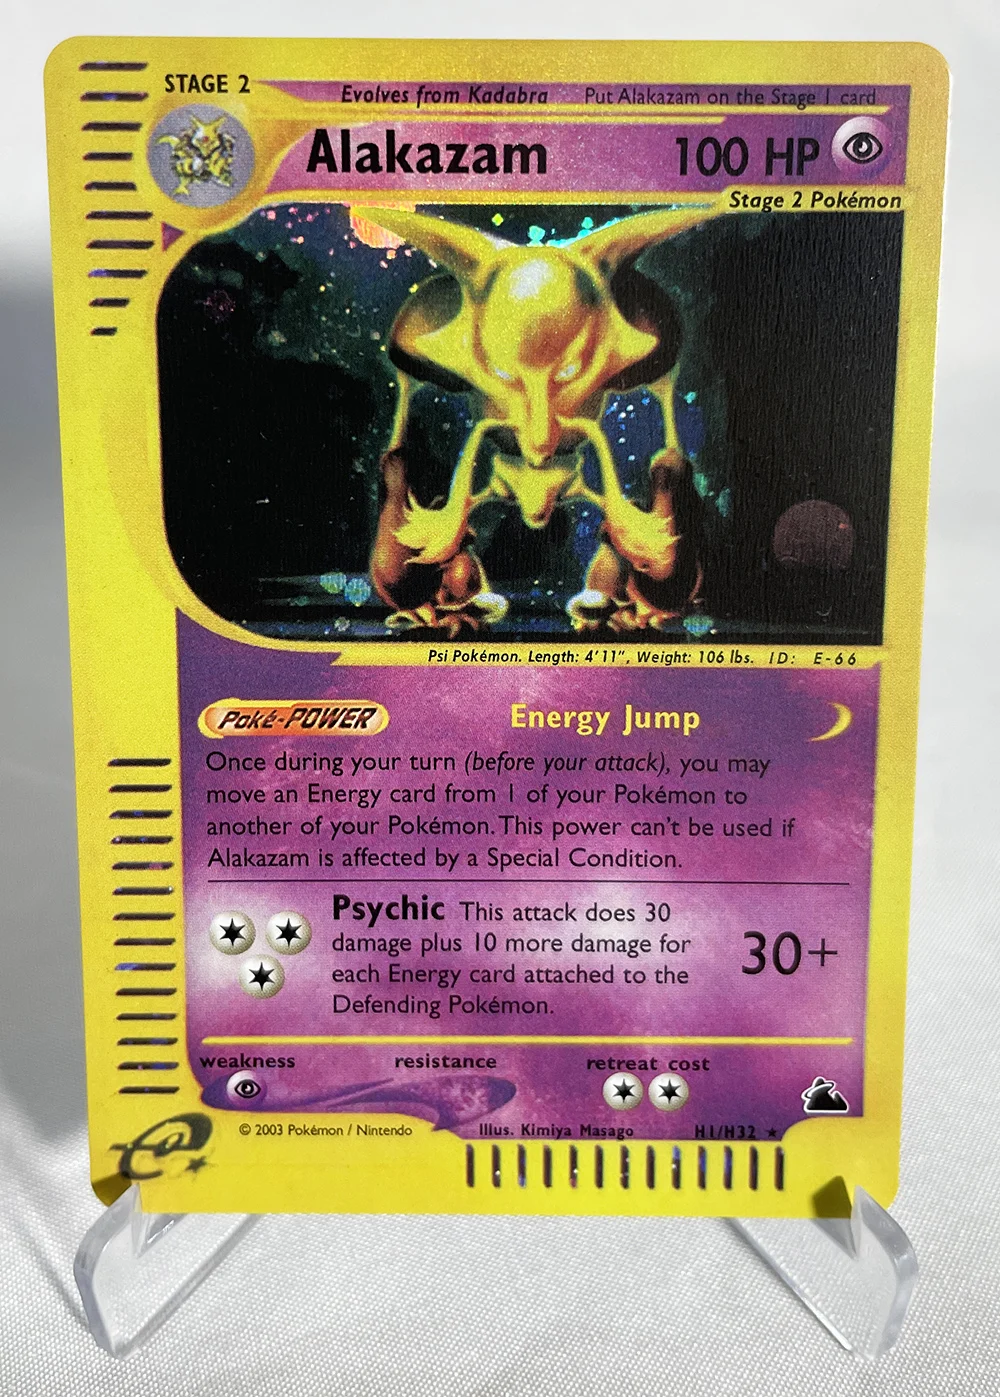 STAGE 2
Evolves from Kadabra Put Alakazam on the Stage 1 card
Alakazam 100 HP
Stage 2 Pokémon
Psi Pokémon. Length: 4'11", Weight: 106 lbs. ID: E-66
Poké-POWER Energy Jump
Once during your turn (before your attack), you may
move an Energy card from 1 of your Pokémon to
another of your Pokémon. This power can't be used if
Alakazam is affected by a Special Condition.
Psychic This attack does 30
damage plus 10 more damage for
each Energy card attached to the
Defending Pokémon.
30+
weakness resistance retreat cost
© 2003 Pokémon / Nintendo Illus. Kimiya Masago H1/H32
e